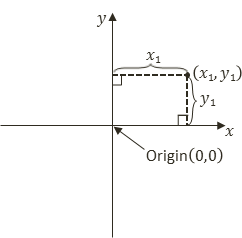 y
x₁
(x₁, y₁)
y₁
x
Origin(0,0)